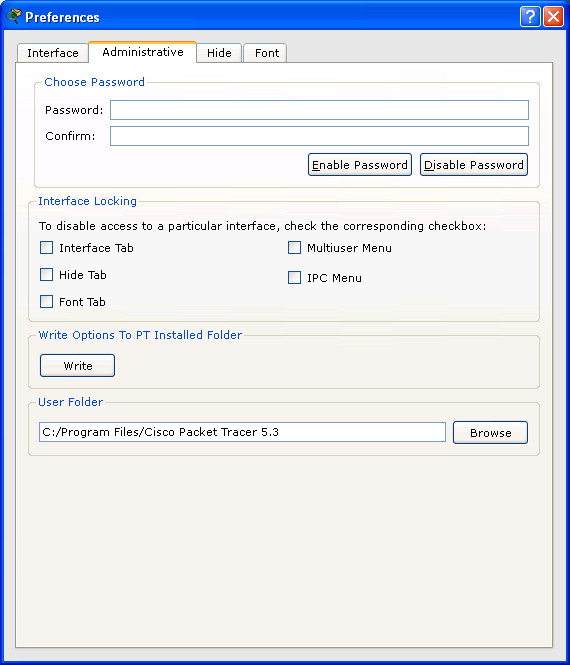 Preferences
Interface Administrative Hide Font
Choose Password
Password:
Confirm:
Enable Password Disable Password
Interface Locking
To disable access to a particular interface, check the corresponding checkbox:
Interface Tab Multiuser Menu
Hide Tab IPC Menu
Font Tab
Write Options To PT Installed Folder
Write
User Folder
C:/Program Files/Cisco Packet Tracer 5.3 Browse